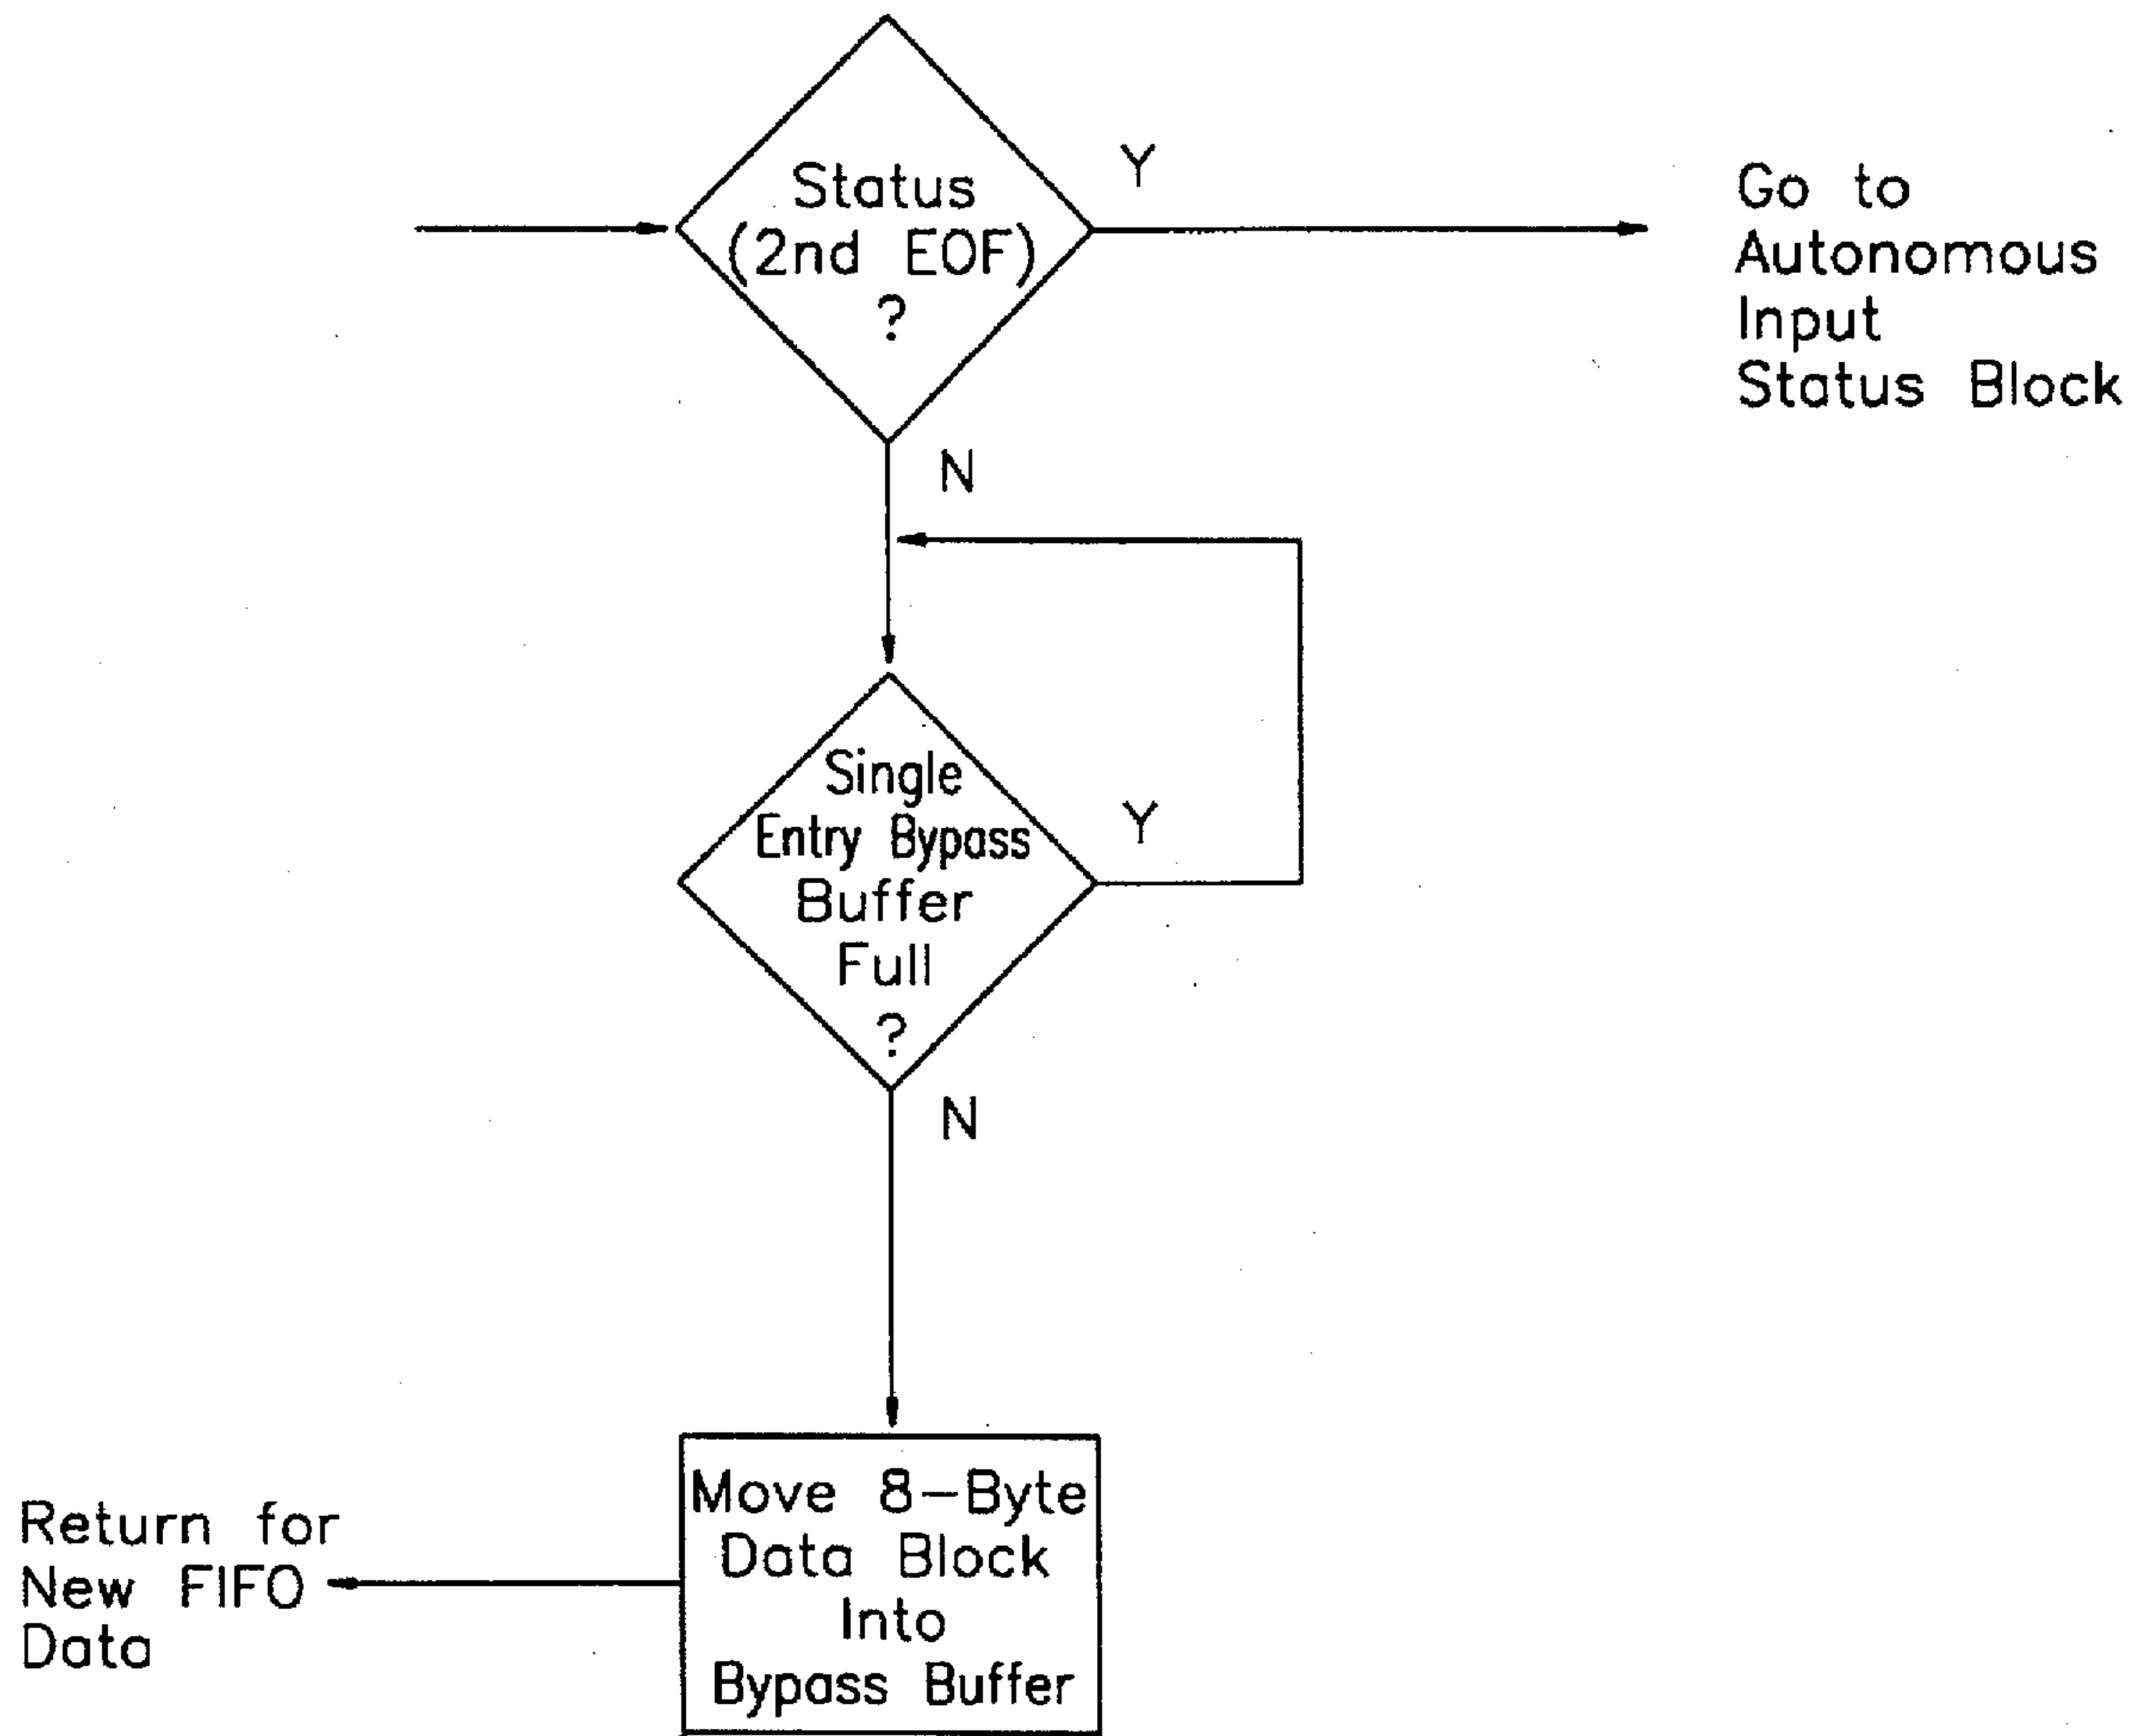 Status
(2nd EOF)
?
Y
Go to
Autonomous
Input
Status Block
N
Single
Entry Bypass
Buffer
Full
?
Y
N
Move 8-Byte
Data Block
Into
Bypass Buffer
Return for
New FIFO
Data